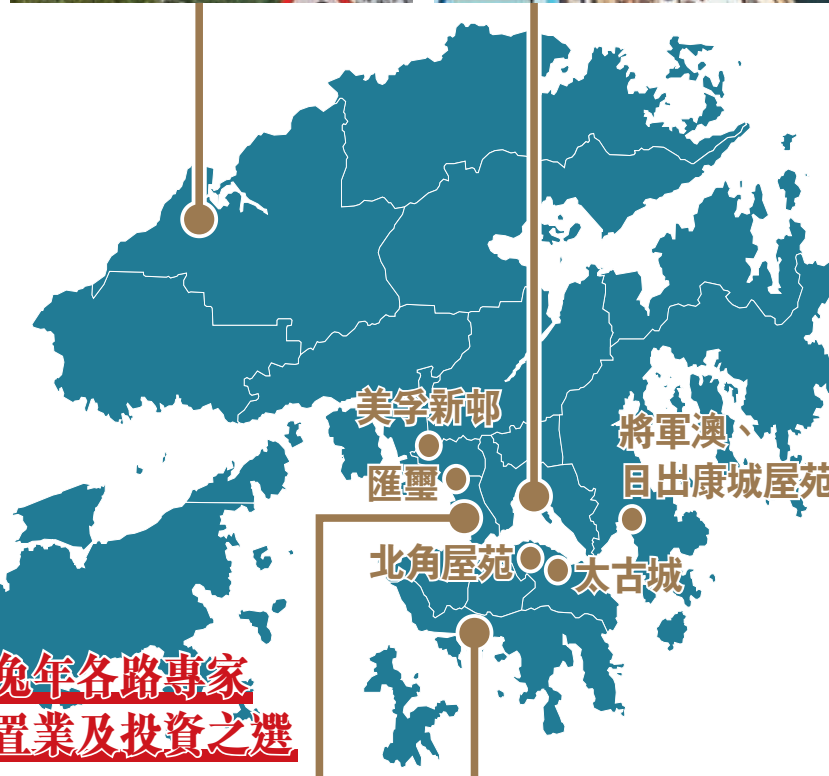 美孚新邨
將軍澳、
日出康城屋苑
匯璽
北角屋苑
太古城
兔年各路專家
置業及投資之選